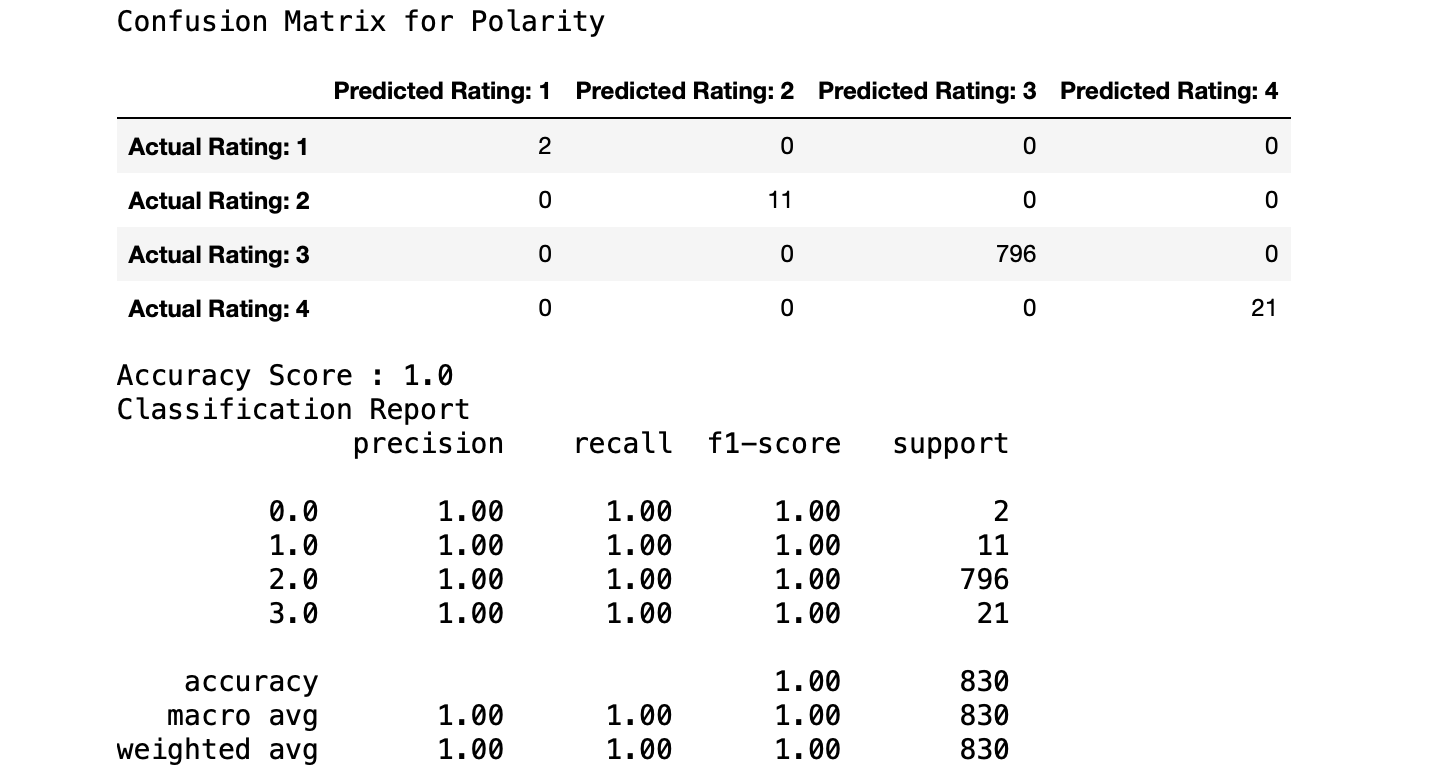 Confusion Matrix for Polarity
Predicted Rating: 1 Predicted Rating: 2 Predicted Rating: 3 Predicted Rating: 4
Actual Rating: 1 2 0 0 0
Actual Rating: 2 0 11 0 0
Actual Rating: 3 0 0 796 0
Actual Rating: 4 0 0 0 21
Accuracy Score : 1.0
Classification Report
precision recall f1-score support
0.0 1.00 1.00 1.00 2
1.0 1.00 1.00 1.00 11
2.0 1.00 1.00 1.00 796
3.0 1.00 1.00 1.00 21
accuracy 1.00 830
macro avg 1.00 1.00 1.00 830
weighted avg 1.00 1.00 1.00 830